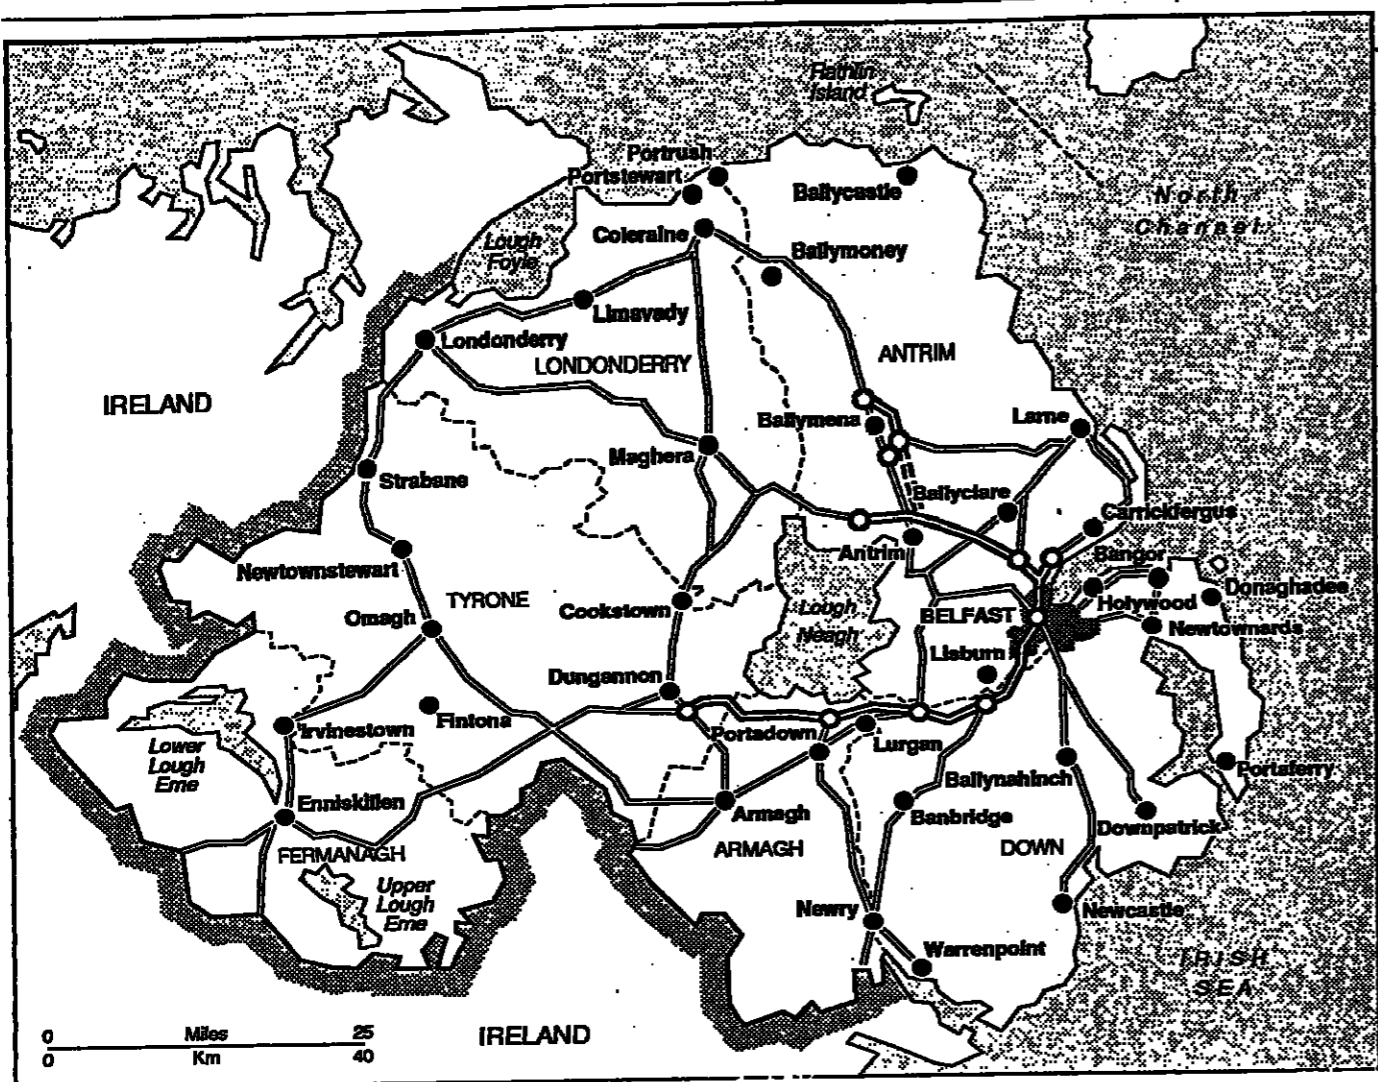 Rathlin
Island
North
Channel
Portrush
Portstewart
Ballycastle
Coleraine
Ballymoney
Lough
Foyle
Limavady
Londonderry
LONDONDERRY
ANTRIM
IRELAND
Ballymena
Larne
Maghera
Strabane
Ballyclare
Carrickfergus
Antrim
Bangor
Newtownstewart
Donaghadee
TYRONE
Cookstown
Lough
Neagh
BELFAST
Holywood
Omagh
Newtownards
Lisburn
Dungannon
Irvinestown
Fintona
Portadown
Lurgan
Lower
Lough
Erne
Ballynahinch
Portaferry
Enniskillen
Armagh
Banbridge
Downpatrick
FERMANAGH
ARMAGH
DOWN
Upper
Lough
Erne
Newry
Newcastle
Warrenpoint
IRISH
SEA
IRELAND
0 Miles 25
0 Km 40